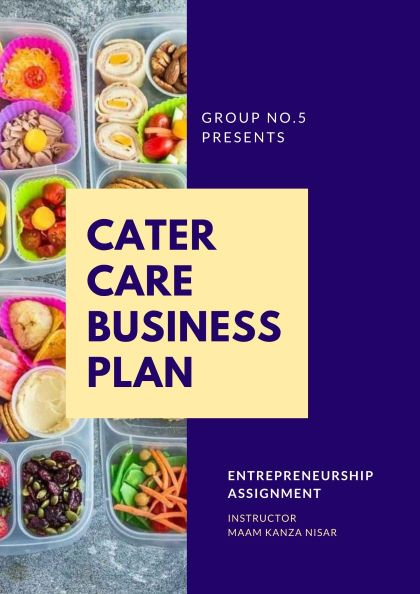 GROUP NO.5
PRESENTS
CATER
CARE
BUSINESS
PLAN
ENTREPRENEURSHIP
ASSIGNMENT
INSTRUCTOR
MAAM KANZA NISAR